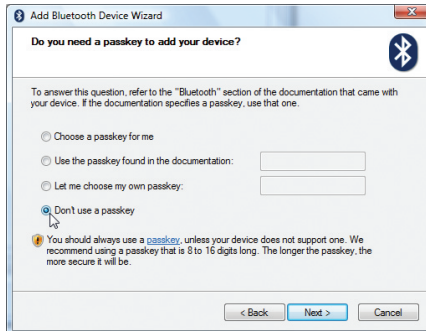 Add Bluetooth Device Wizard
Do you need a passkey to add your device?
To answer this question, refer to the "Bluetooth" section of the documentation that came with
your device. If the documentation specifies a passkey, use that one.
Choose a passkey for me
Use the passkey found in the documentation:
Let me choose my own passkey:
Don't use a passkey
You should always use a passkey, unless your device does not support one. We
recommend using a passkey that is 8 to 16 digits long. The longer the passkey, the
more secure it will be.
< Back Next > Cancel